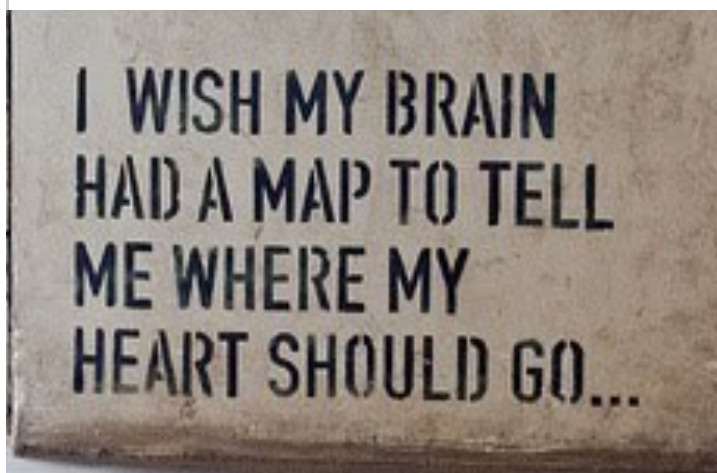 I WISH MY BRAIN
HAD A MAP TO TELL
ME WHERE MY
HEART SHOULD GO...